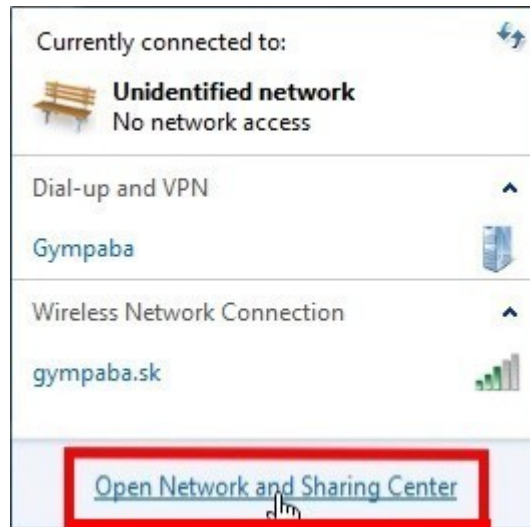 Currently connected to:
Unidentified network
No network access
Dial-up and VPN
Gympaba
Wireless Network Connection
gympaba.sk
Open Network and Sharing Center